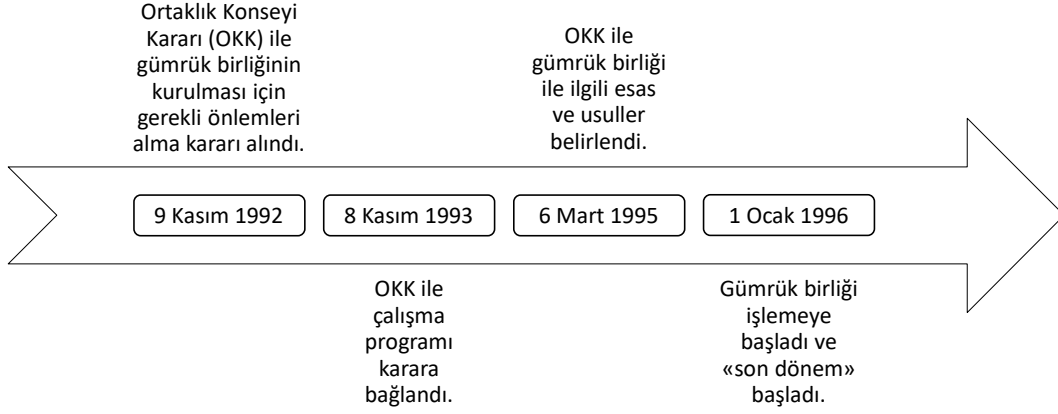 Ortaklık Konseyi
Kararı (OKK) ile
gümrük birliğinin
kurulması için
gerekli önlemleri
alma kararı alındı.
OKK ile
gümrük birliği
ile ilgili esas
ve usuller
belirlendi.
9 Kasım 1992
8 Kasım 1993
6 Mart 1995
1 Ocak 1996
OKK ile
çalışma
programı
karara
bağlandı.
Gümrük birliği
işlemeye
başladı ve
«son dönem»
başladı.